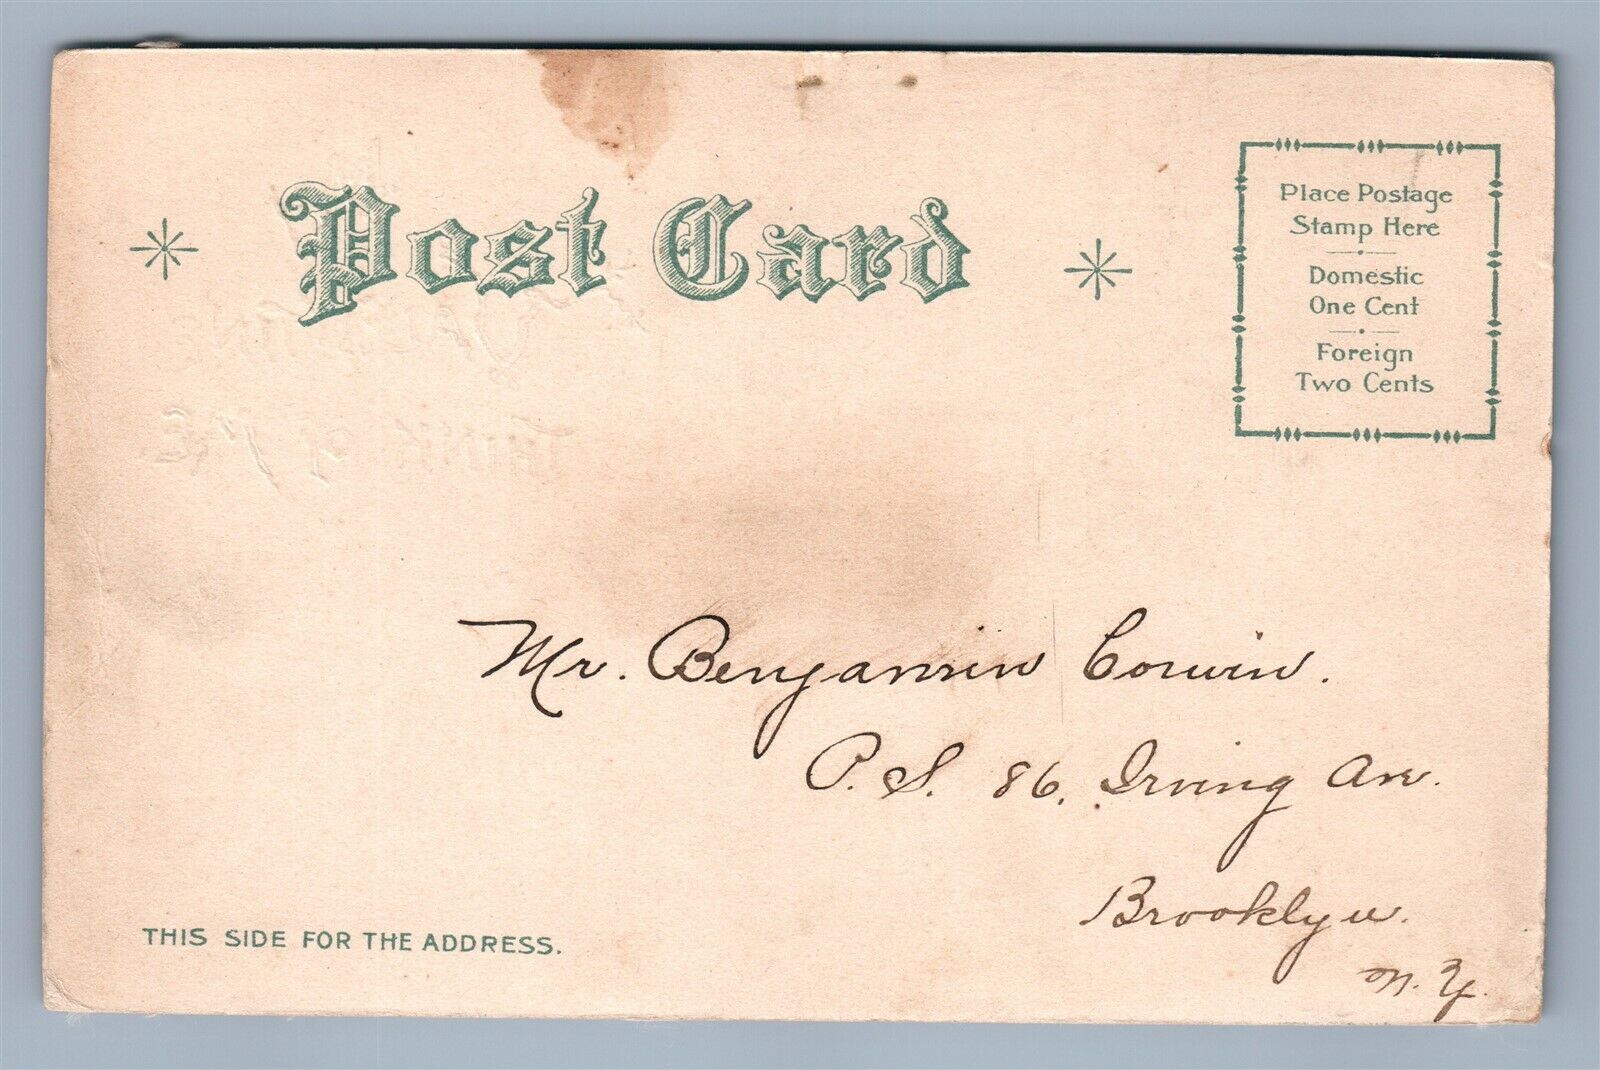 Post Card
Place Postage
Stamp Here
Domestic
One Cent
Foreign
Two Cents
Mr. Benjamin Corwin.
P. S. 86, Irving Ave.
Brooklyn.
N. Y.
THIS SIDE FOR THE ADDRESS.